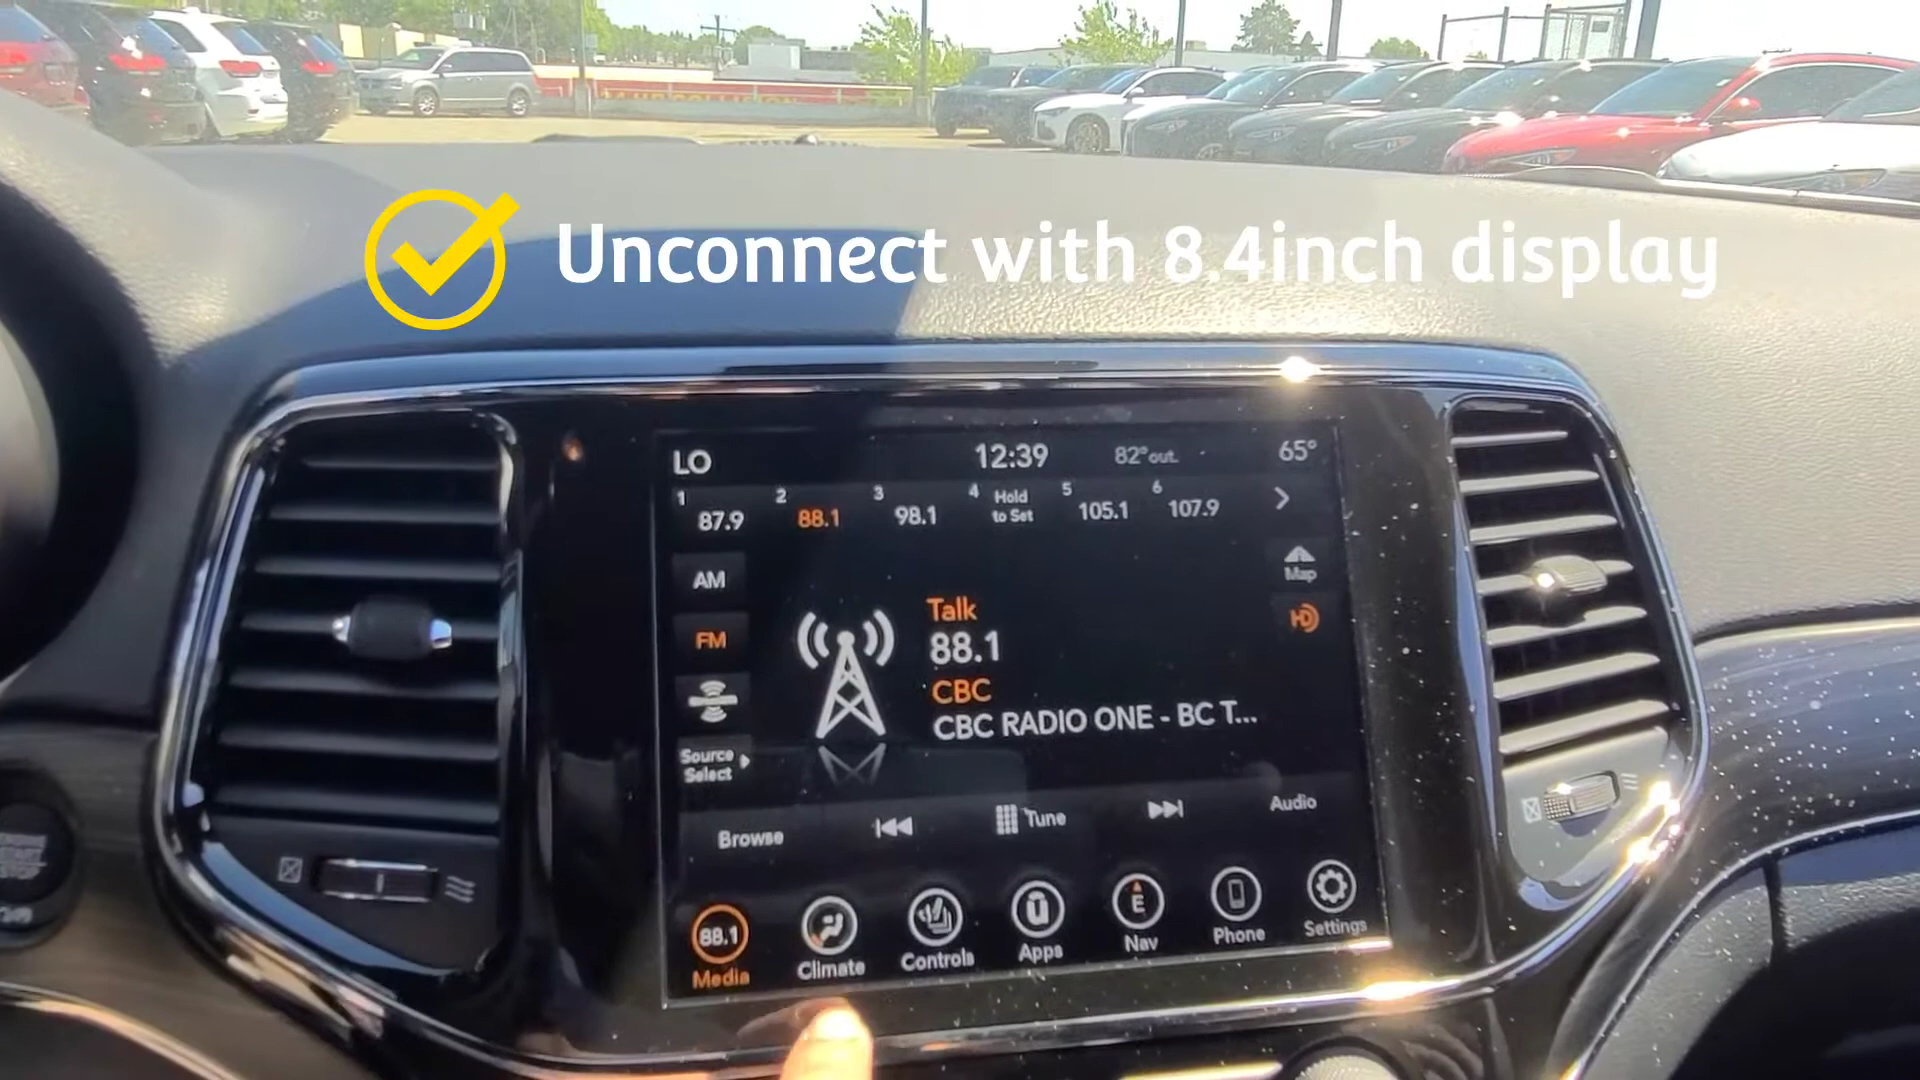 Unconnect with 8.4inch display
LO 12:39 82°out. 65°
1 87.9 2 88.1 3 98.1 4 Hold to Set 5 105.1 6 107.9
AM
Map
FM
HD
Talk
88.1
CBC
CBC RADIO ONE - BC T...
Source
Select
Browse Tune Audio
88.1 E
Media Climate Controls Apps Nav Phone Settings